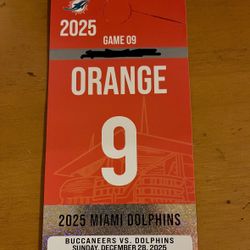 2025
GAME 09
ORANGE
9
2025 MIAMI DOLPHINS
BUCCANEERS VS. DOLPHINS
SUNDAY, DECEMBER 28, 2025